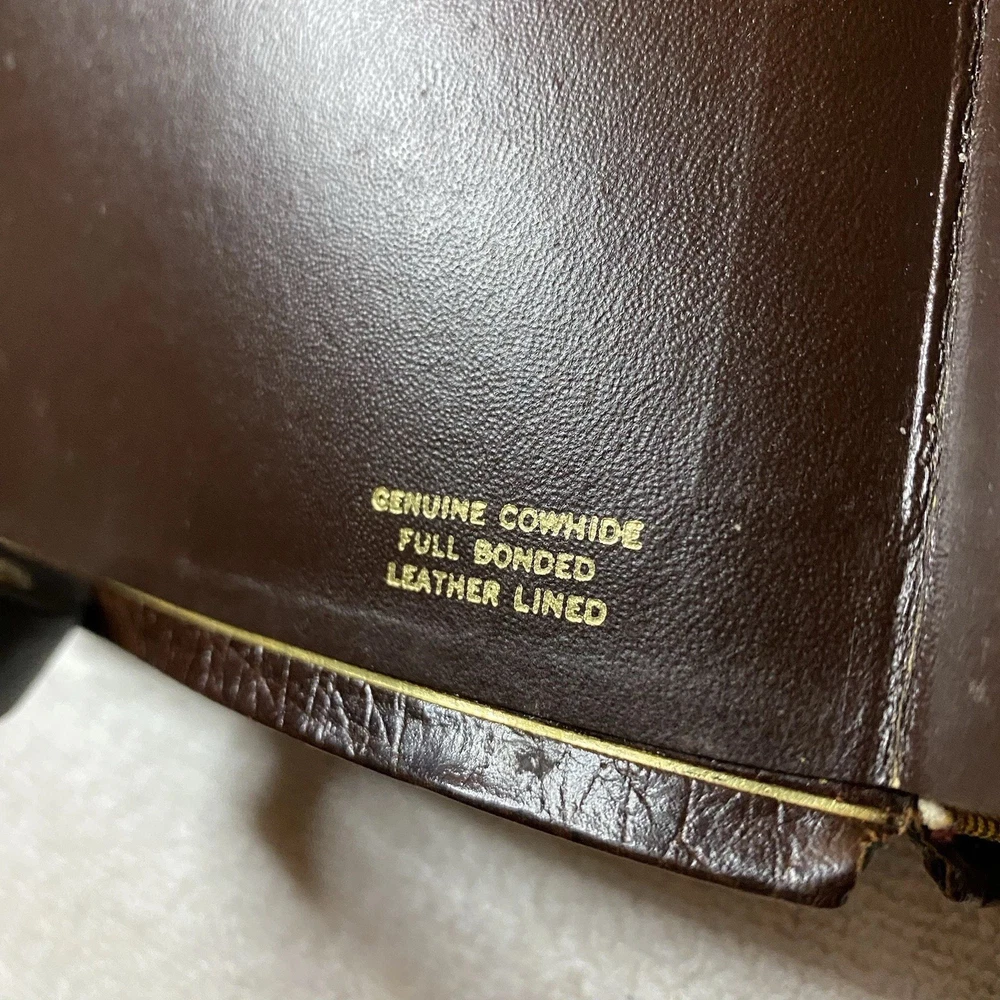 GENUINE COWHIDE
FULL BONDED
LEATHER LINED